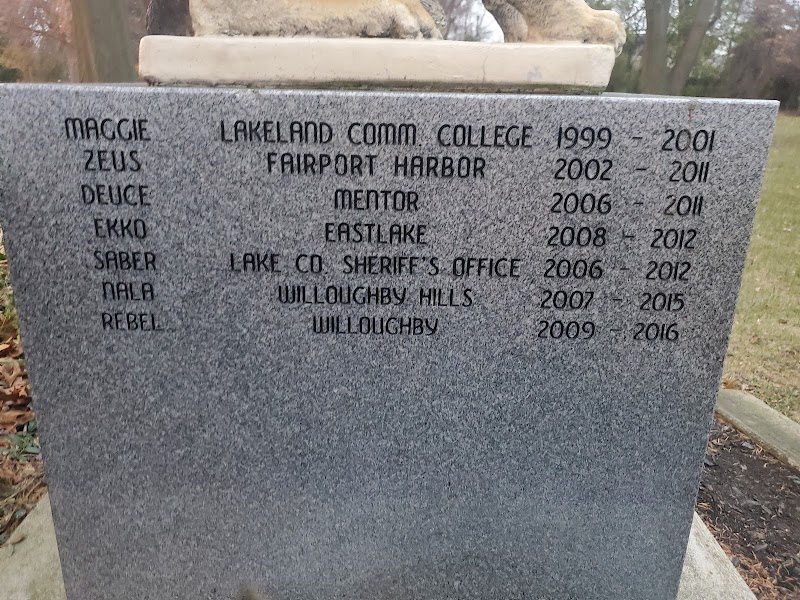 MAGGIE LAKELAND COMM. COLLEGE 1999 - 2001
ZEUS FAIRPORT HARBOR 2002 - 2011
DEUCE MENTOR 2006 - 2011
EKKO EASTLAKE 2008 - 2012
SABER LAKE CO. SHERIFF'S OFFICE 2006 - 2012
NALA WILLOUGHBY HILLS 2007 - 2015
REBEL WILLOUGHBY 2009 - 2016